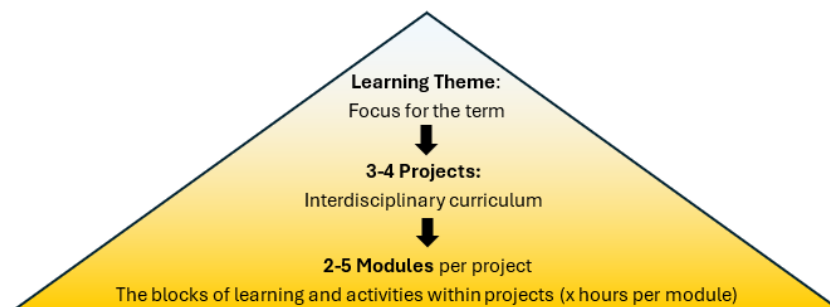 Learning Theme:
Focus for the term
3-4 Projects:
Interdisciplinary curriculum
2-5 Modules per project
The blocks of learning and activities within projects (x hours per module)